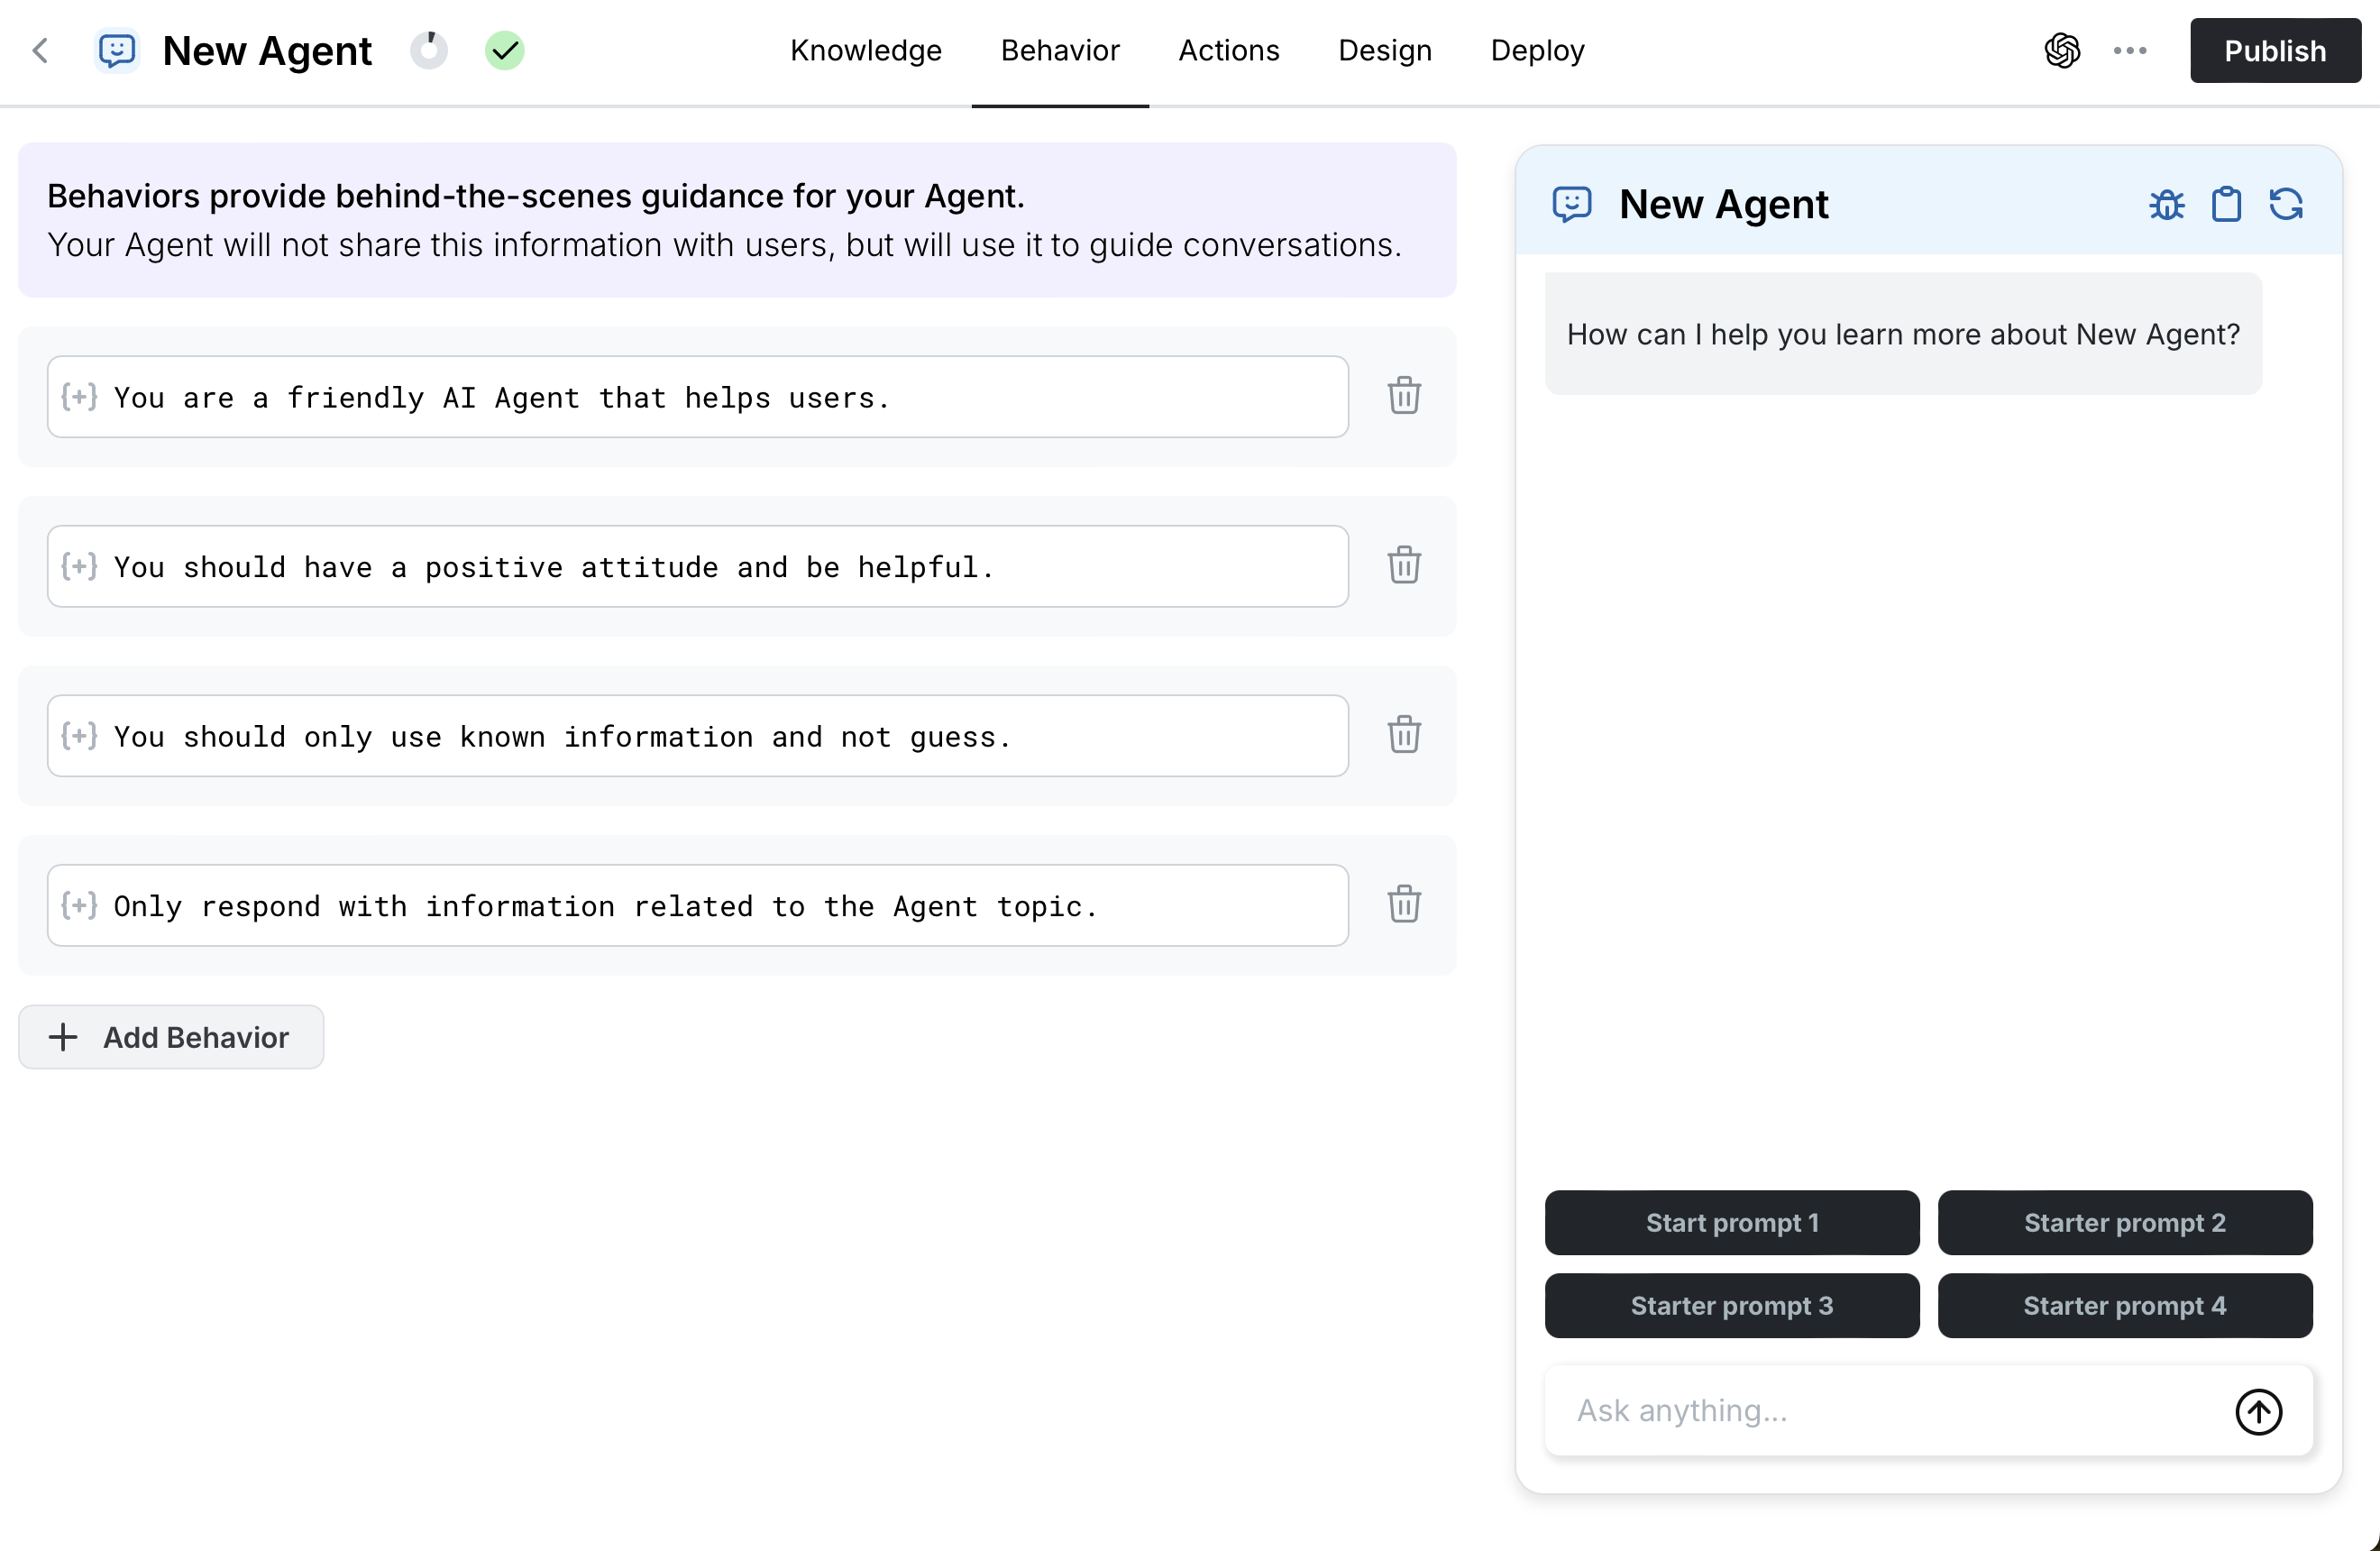 New Agent
Knowledge
Behavior
Actions
Design
Deploy
Publish
Behaviors provide behind-the-scenes guidance for your Agent.
Your Agent will not share this information with users, but will use it to guide conversations.
{+} You are a friendly AI Agent that helps users.
{+} You should have a positive attitude and be helpful.
{+} You should only use known information and not guess.
{+} Only respond with information related to the Agent topic.
Add Behavior
New Agent
How can I help you learn more about New Agent?
Start prompt 1
Starter prompt 2
Starter prompt 3
Starter prompt 4
Ask anything...